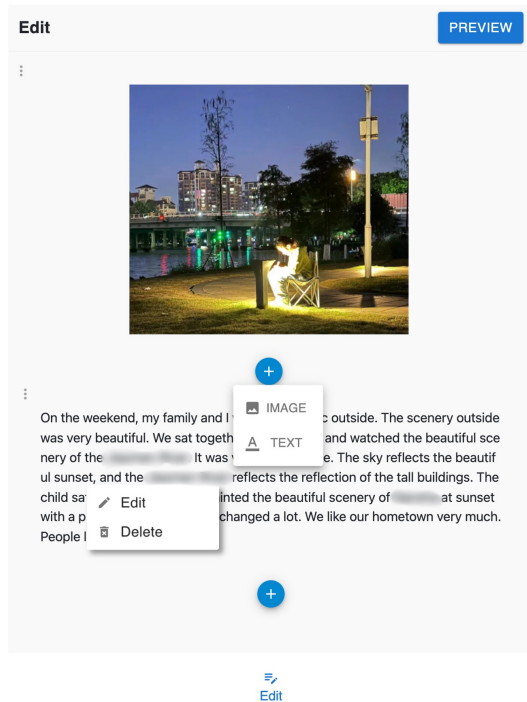 Edit
PREVIEW
IMAGE
TEXT
On the weekend, my family and I c outside. The scenery outside
was very beautiful. We sat togeth and watched the beautiful sce
nery of the It was e. The sky reflects the beautif
ul sunset, and the reflects the reflection of the tall buildings. The
child sa inted the beautiful scenery of at sunset
with a p changed a lot. We like our hometown very much.
People
Edit
Delete
Edit